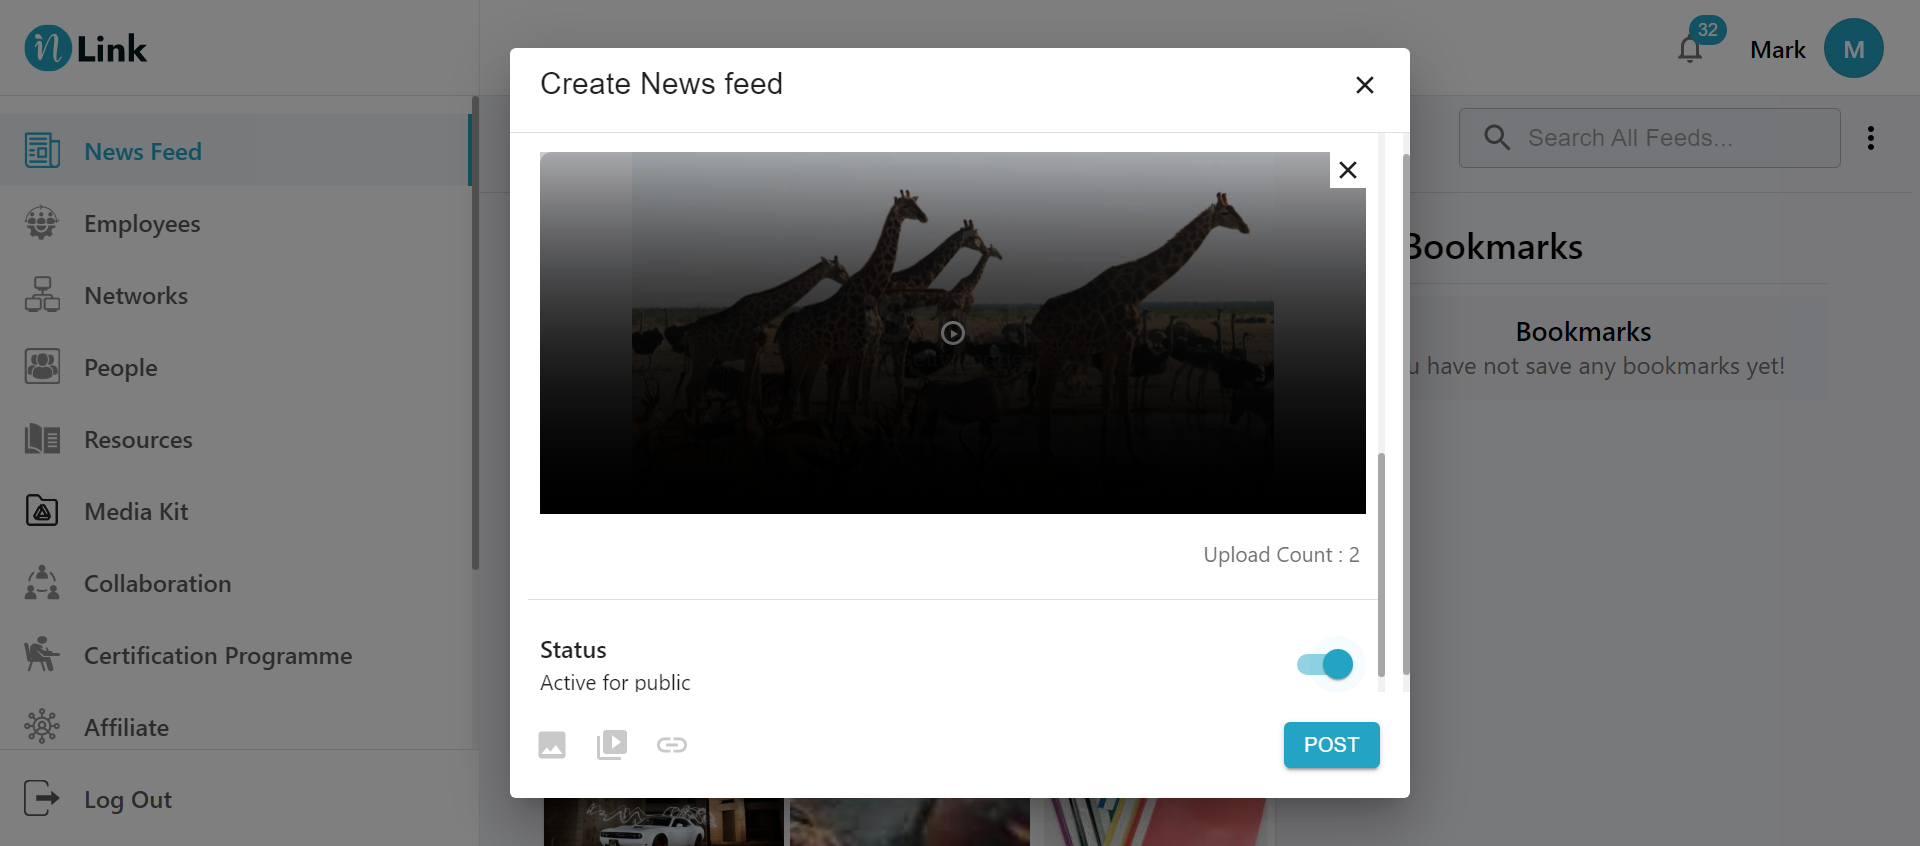 n Link
32
Mark
M
News Feed
Employees
Networks
People
Resources
Media Kit
Collaboration
Certification Programme
Affiliate
Log Out
Create News feed
Upload Count : 2
Status
Active for public
POST
Search All Feeds...
Bookmarks
Bookmarks
u have not save any bookmarks yet!